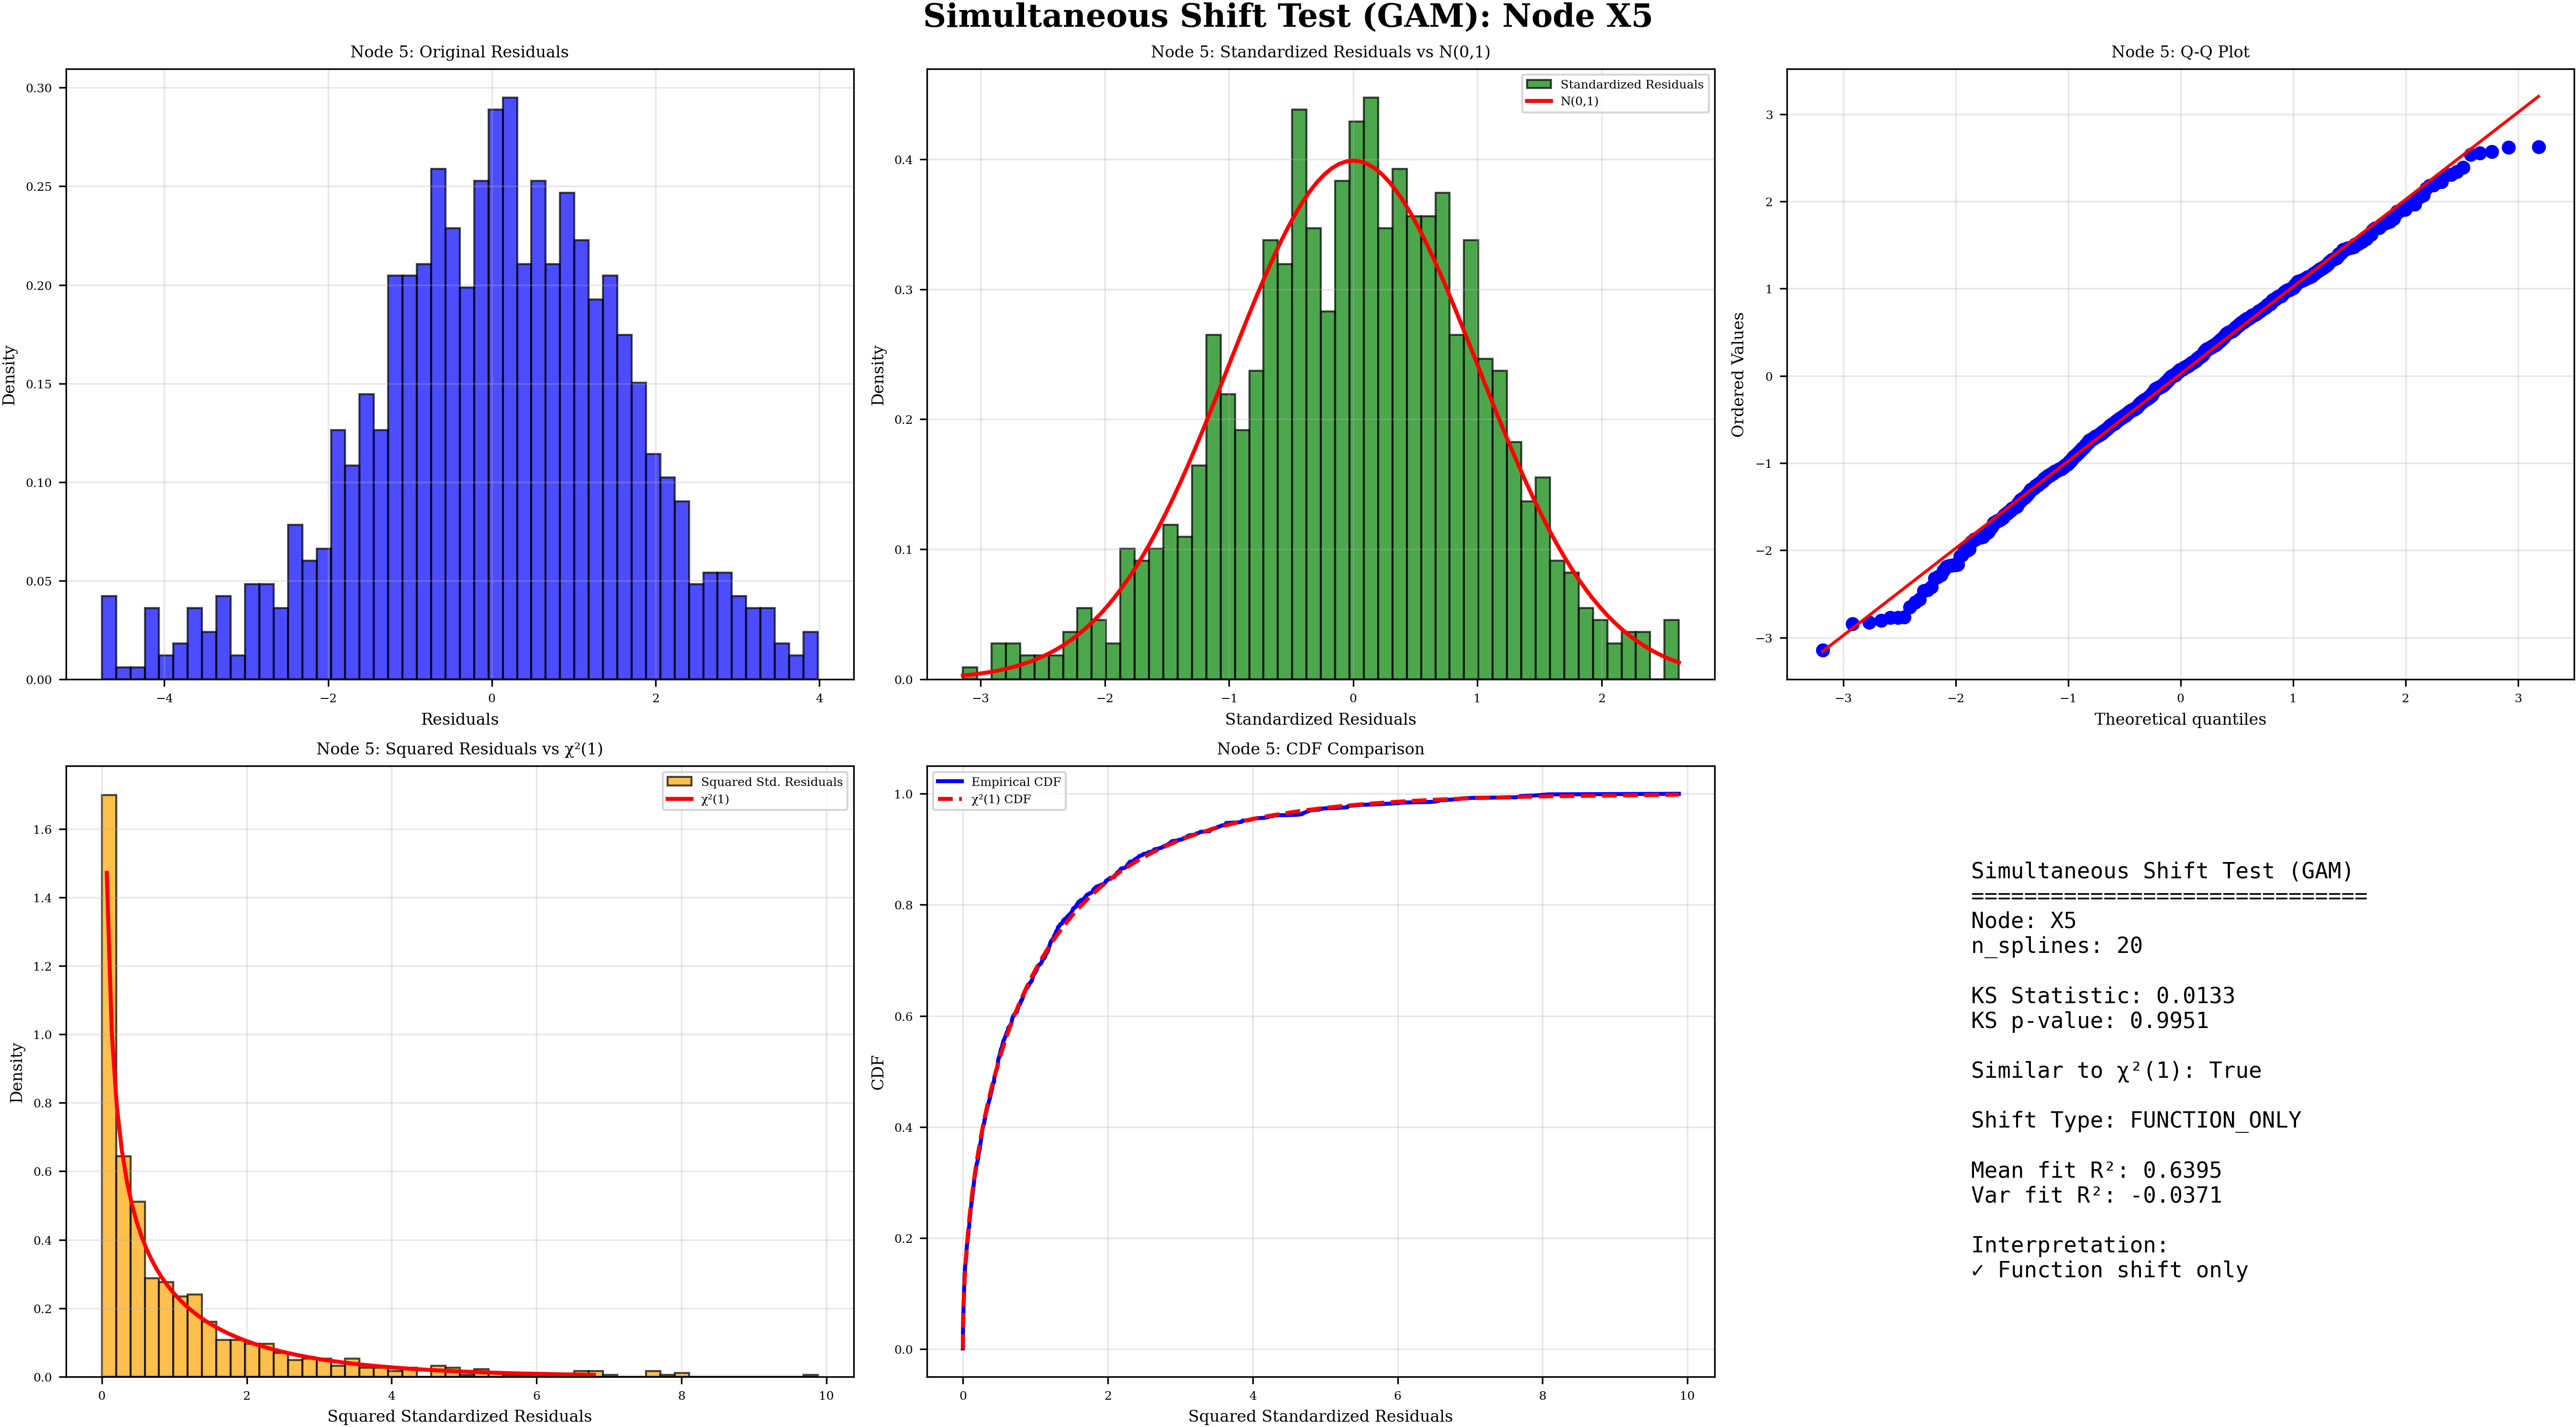 Simultaneous Shift Test (GAM): Node X5
Node 5: Original Residuals
Density
0.30
0.25
0.20
0.15
0.10
0.05
0.00
−4
−2
0
2
4
Residuals
Node 5: Standardized Residuals vs N(0,1)
Standardized Residuals
N(0,1)
Density
0.4
0.3
0.2
0.1
0.0
−3
−2
−1
0
1
2
Standardized Residuals
Node 5: Q-Q Plot
Ordered Values
3
2
1
0
−1
−2
−3
−3
−2
−1
0
1
2
3
Theoretical quantiles
Node 5: Squared Residuals vs χ²(1)
Squared Std. Residuals
χ²(1)
Density
1.6
1.4
1.2
1.0
0.8
0.6
0.4
0.2
0.0
0
2
4
6
8
10
Squared Standardized Residuals
Node 5: CDF Comparison
Empirical CDF
χ²(1) CDF
CDF
1.0
0.8
0.6
0.4
0.2
0.0
0
2
4
6
8
10
Squared Standardized Residuals
Simultaneous Shift Test (GAM)
==============================
Node: X5
n_splines: 20
KS Statistic: 0.0133
KS p-value: 0.9951
Similar to χ²(1): True
Shift Type: FUNCTION_ONLY
Mean fit R²: 0.6395
Var fit R²: -0.0371
Interpretation:
✓ Function shift only